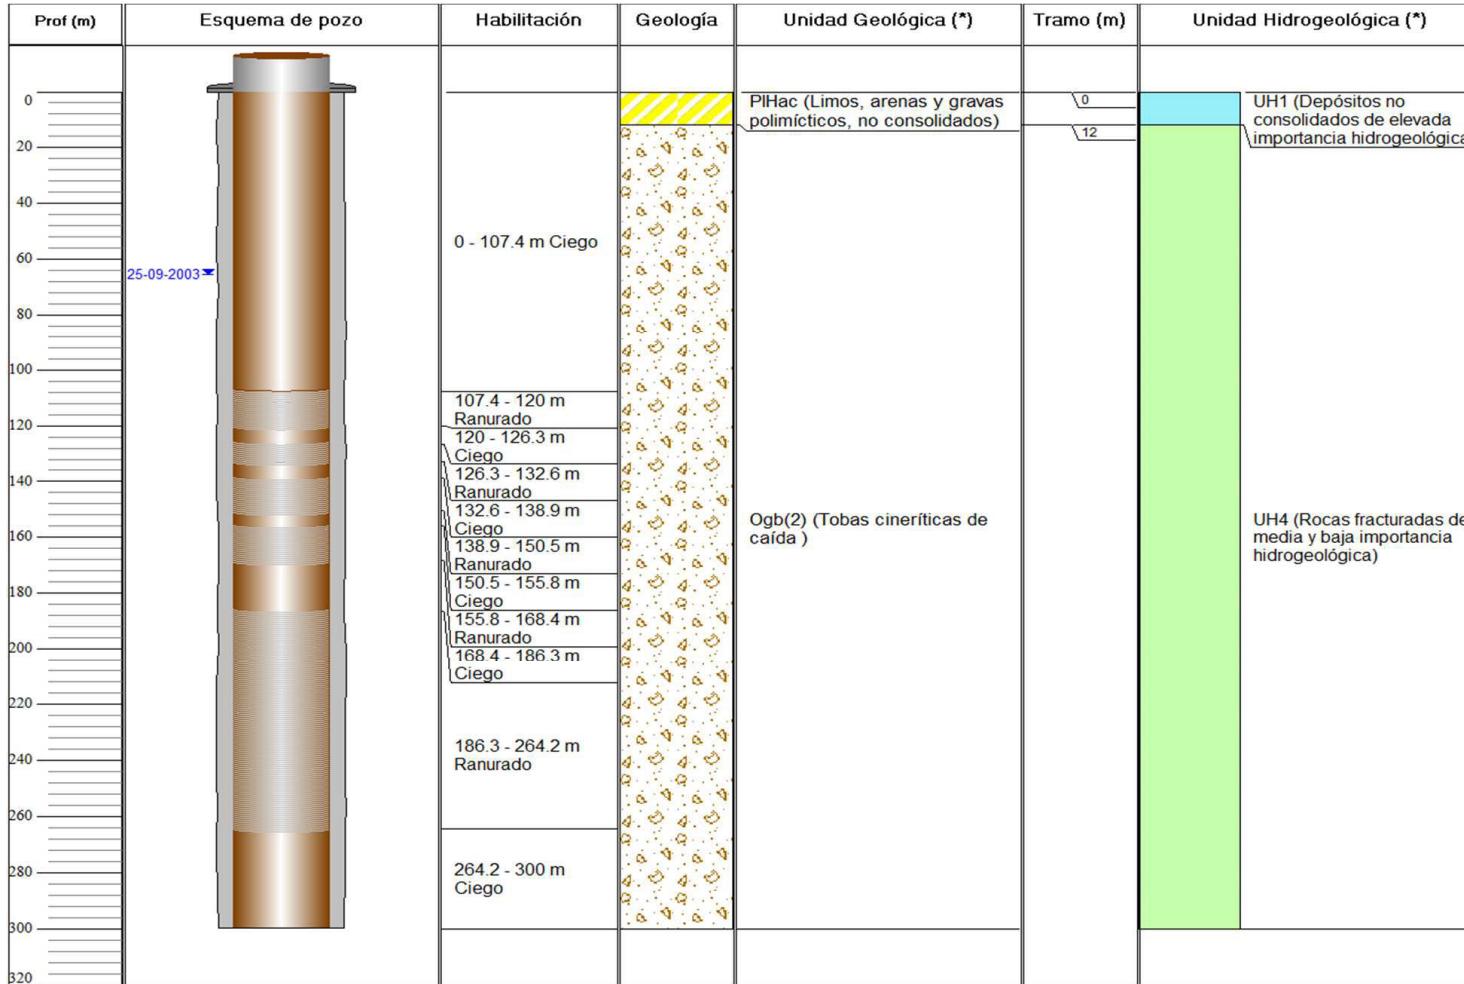 Prof (m)
Esquema de pozo
Habilitación
Geología
Unidad Geológica (*)
Tramo (m)
Unidad Hidrogeológica (*)
0
20
40
60
80
100
120
140
160
180
200
220
240
260
280
300
320
25-09-2003
0 - 107.4 m Ciego
107.4 - 120 m
Ranurado
120 - 126.3 m
Ciego
126.3 - 132.6 m
Ranurado
132.6 - 138.9 m
Ciego
138.9 - 150.5 m
Ranurado
150.5 - 155.8 m
Ciego
155.8 - 168.4 m
Ranurado
168.4 - 186.3 m
Ciego
186.3 - 264.2 m
Ranurado
264.2 - 300 m
Ciego
PlHac (Limos, arenas y gravas
polimícticos, no consolidados)
Ogb(2) (Tobas cineríticas de
caída )
0
12
UH1 (Depósitos no
consolidados de elevada
importancia hidrogeológica
UH4 (Rocas fracturadas de
media y baja importancia
hidrogeológica)